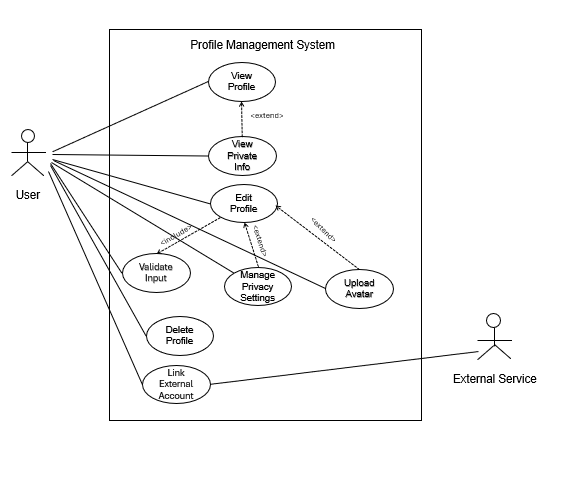 Profile Management System
View
Profile
<extend>
View
Private
Info
User
Edit
Profile
<include>
<extend>
<extend>
Validate
Input
Manage
Privacy
Settings
Upload
Avatar
Delete
Profile
Link
External
Account
External Service